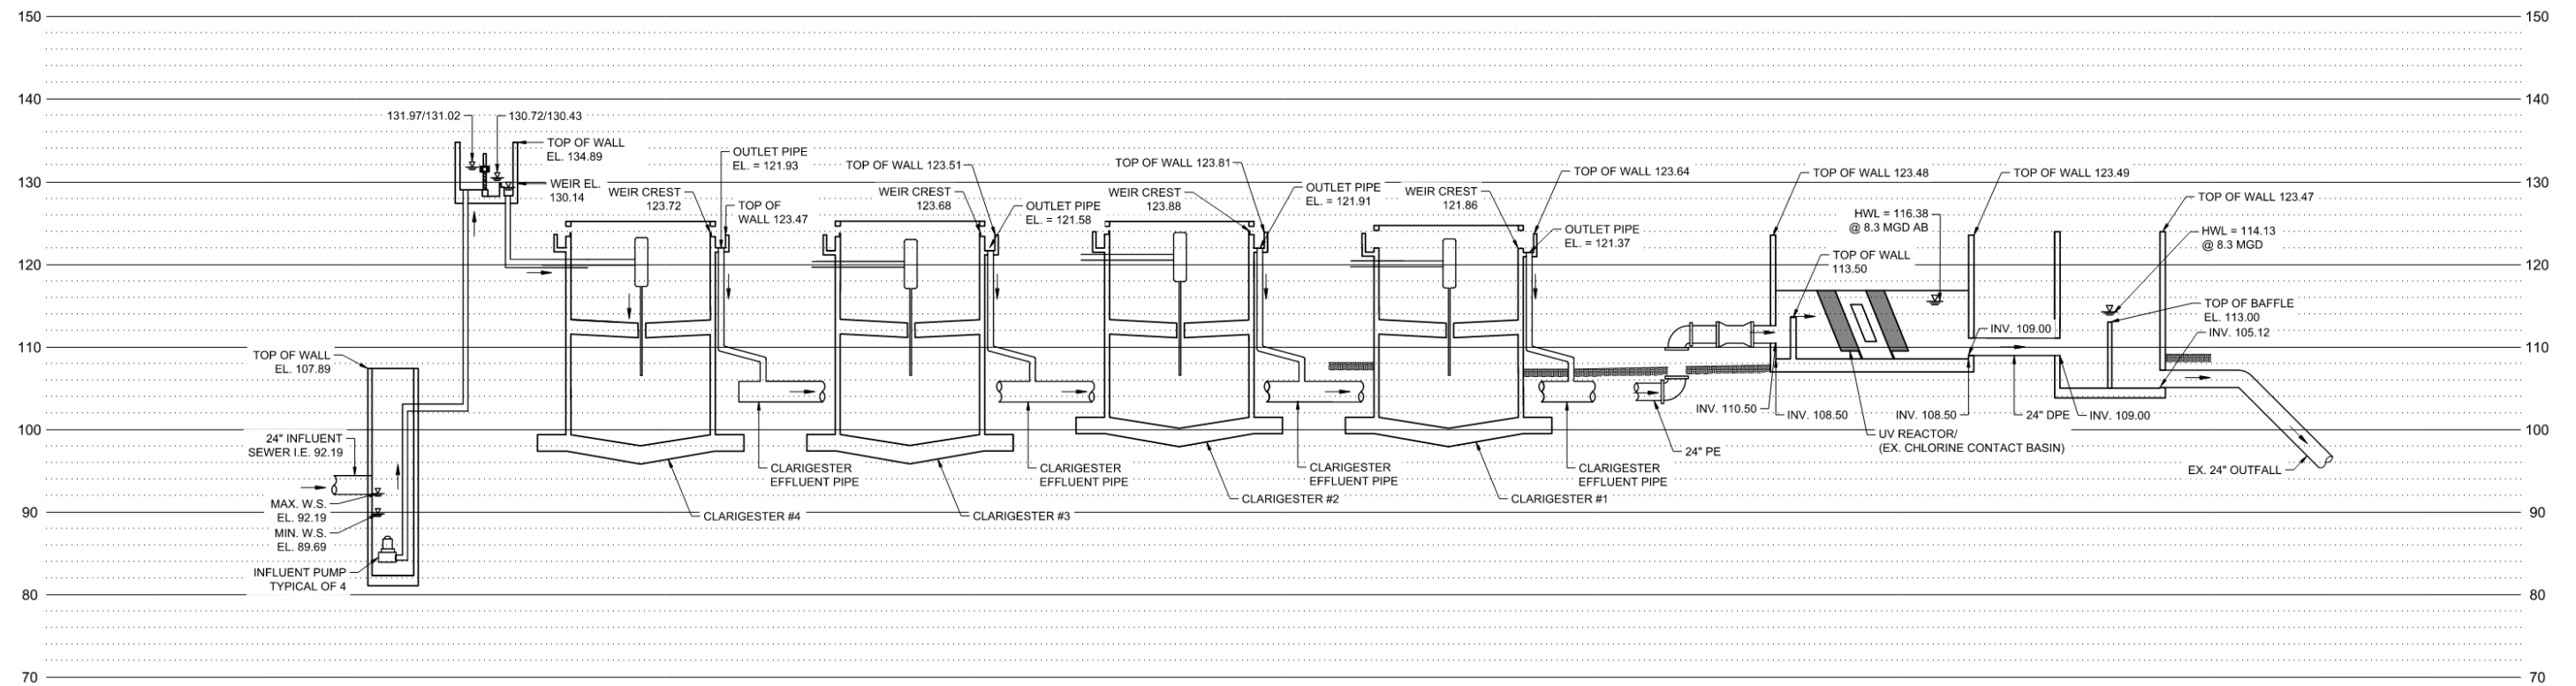 150
150
140
140
131.97/131.02
130.72/130.43
TOP OF WALL
EL. 134.89
OUTLET PIPE
EL. = 121.93
TOP OF WALL 123.51
TOP OF WALL 123.81
TOP OF WALL 123.64
TOP OF WALL 123.48
TOP OF WALL 123.49
130
130
WEIR EL.
130.14
WEIR CREST
123.72
TOP OF
WALL 123.47
WEIR CREST
123.68
OUTLET PIPE
EL. = 121.58
WEIR CREST
123.88
OUTLET PIPE
EL. = 121.91
WEIR CREST
121.86
OUTLET PIPE
EL. = 121.37
HWL = 116.38
@ 8.3 MGD AB
TOP OF WALL 123.47
HWL = 114.13
@ 8.3 MGD
TOP OF WALL
113.50
120
120
TOP OF BAFFLE
EL. 113.00
INV. 109.00
INV. 105.12
110
110
TOP OF WALL
EL. 107.89
INV. 110.50
INV. 108.50
INV. 108.50
24" DPE
INV. 109.00
100
100
24" INFLUENT
SEWER I.E. 92.19
UV REACTOR/
(EX. CHLORINE CONTACT BASIN)
24" PE
CLARIGESTER
EFFLUENT PIPE
CLARIGESTER
EFFLUENT PIPE
CLARIGESTER
EFFLUENT PIPE
CLARIGESTER
EFFLUENT PIPE
EX. 24" OUTFALL
MAX. W.S.
EL. 92.19
MIN. W.S.
EL. 89.69
CLARIGESTER #4
CLARIGESTER #3
CLARIGESTER #2
CLARIGESTER #1
90
90
INFLUENT PUMP
TYPICAL OF 4
80
80
70
70